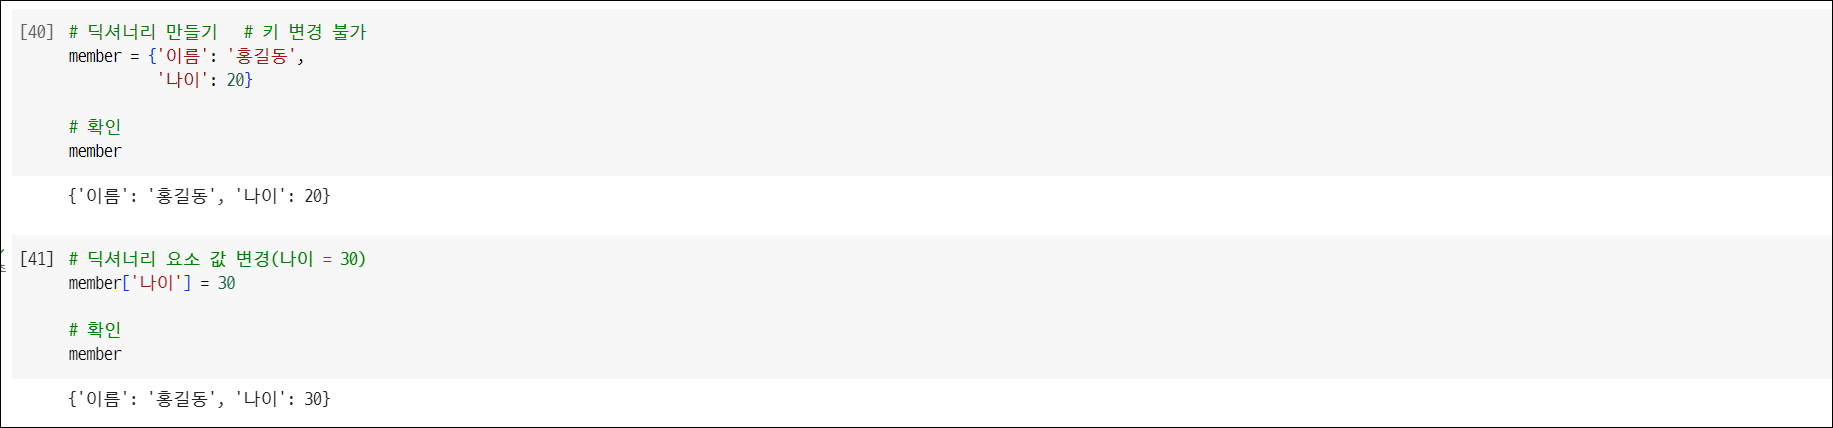 [40] # 딕셔너리 만들기   # 키 변경 불가
member = {'이름': '홍길동',
          '나이': 20}
# 확인
member
{'이름': '홍길동', '나이': 20}
[41] # 딕셔너리 요소 값 변경(나이 = 30)
member['나이'] = 30
# 확인
member
{'이름': '홍길동', '나이': 30}